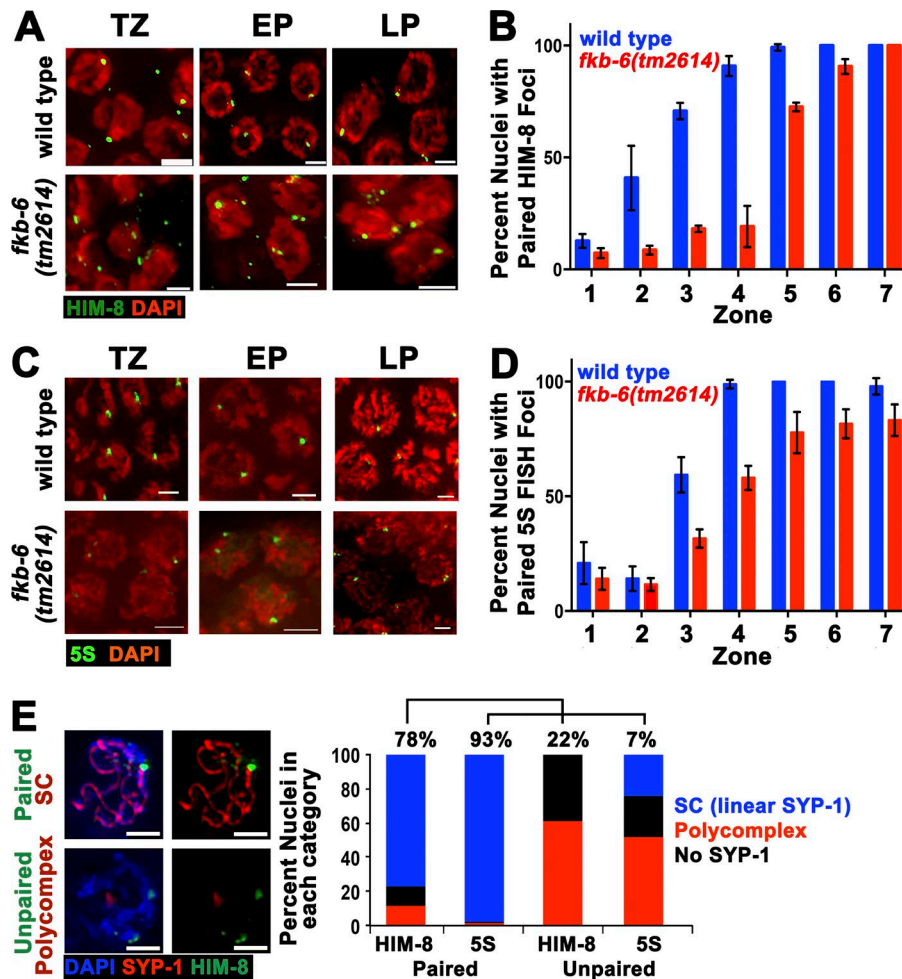 A
TZ EP LP
wild type
fkb-6
(tm2614)
HIM-8 DAPI
B
wild type
fkb-6(tm2614)
Percent Nuclei with
Paired HIM-8 Foci
100
50
0
1 2 3 4 5 6 7
Zone
C
TZ EP LP
wild type
fkb-6
(tm2614)
5S DAPI
D
wild type
fkb-6(tm2614)
Percent Nuclei with
Paired 5S FISH Foci
100
50
0
1 2 3 4 5 6 7
Zone
E
Paired
SC
Unpaired
Polycompex
DAPI SYP-1 HIM-8
Percent Nuclei in
each category
78% 93% 22% 7%
100
80
60
40
20
0
HIM-8 5S HIM-8 5S
Paired Unpaired
SC (linear SYP-1)
Polycomplex
No SYP-1